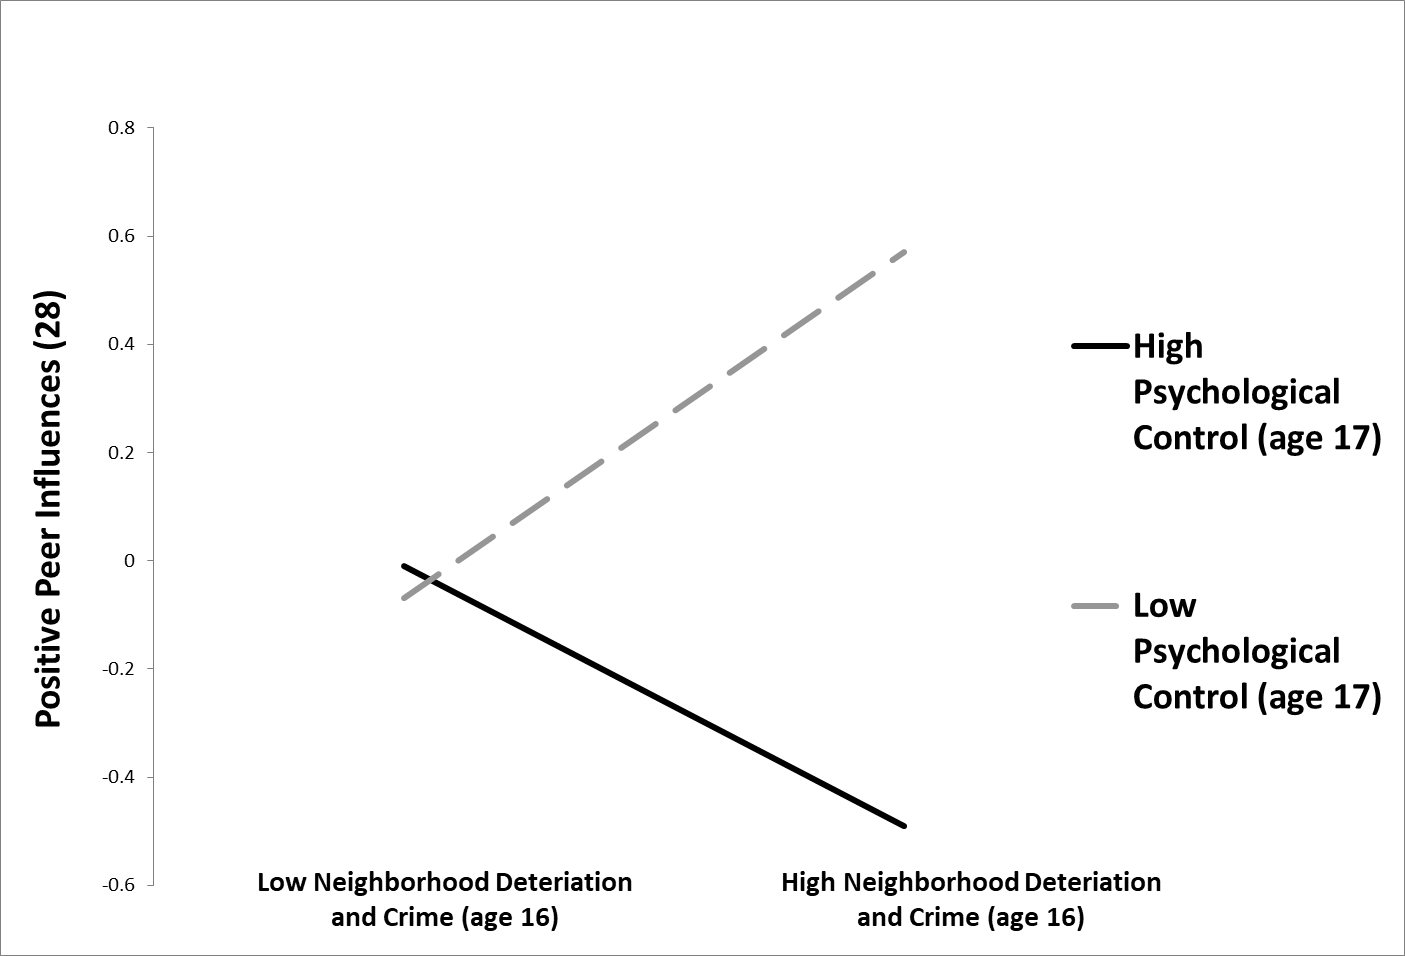 0.8
0.6
0.4
0.2
0
-0.2
-0.4
-0.6
Positive Peer Influences (28)
Low Neighborhood Deteriation
and Crime (age 16)
High Neighborhood Deteriation
and Crime (age 16)
High
Psychological
Control (age 17)
Low
Psychological
Control (age 17)